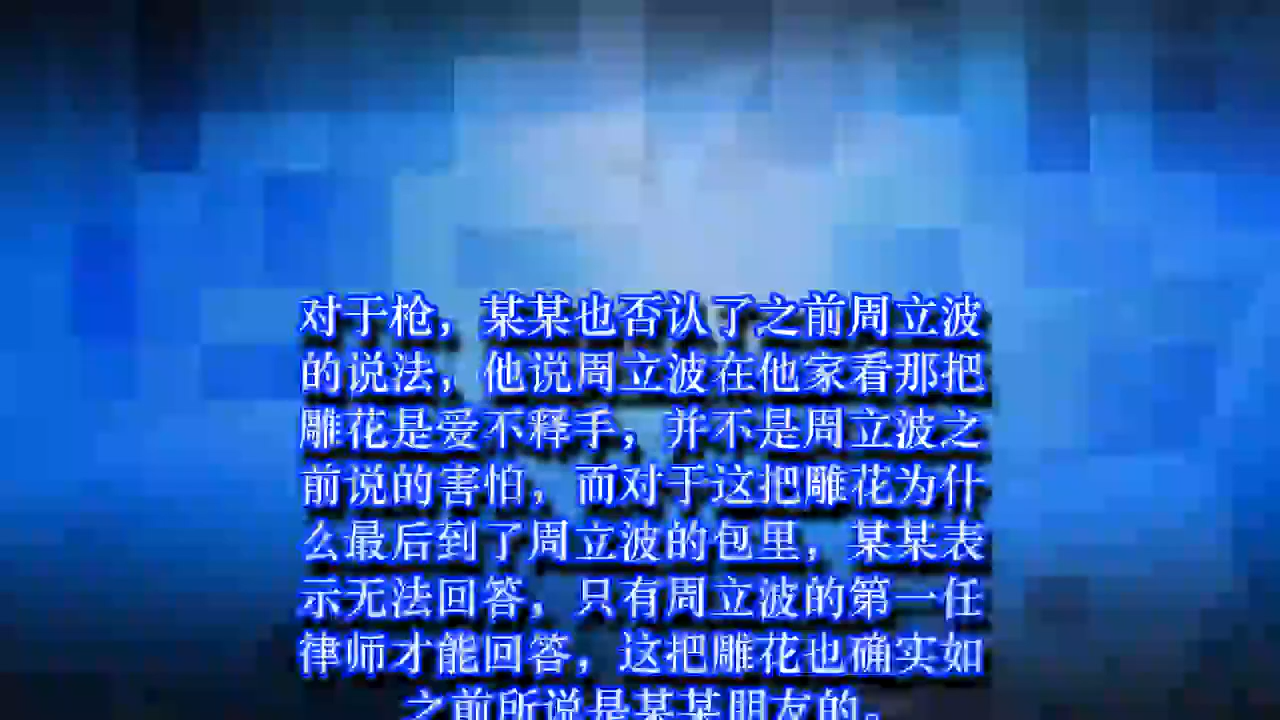 对于枪，某某也否认了之前周立波
的说法，他说周立波在他家看那把
雕花是爱不释手，并不是周立波之
前说的害怕，而对于这把雕花为什
么最后到了周立波的包里，某某表
示无法回答，只有周立波的第一任
律师才能回答，这把雕花也确实如
之前所说是某某朋友的。